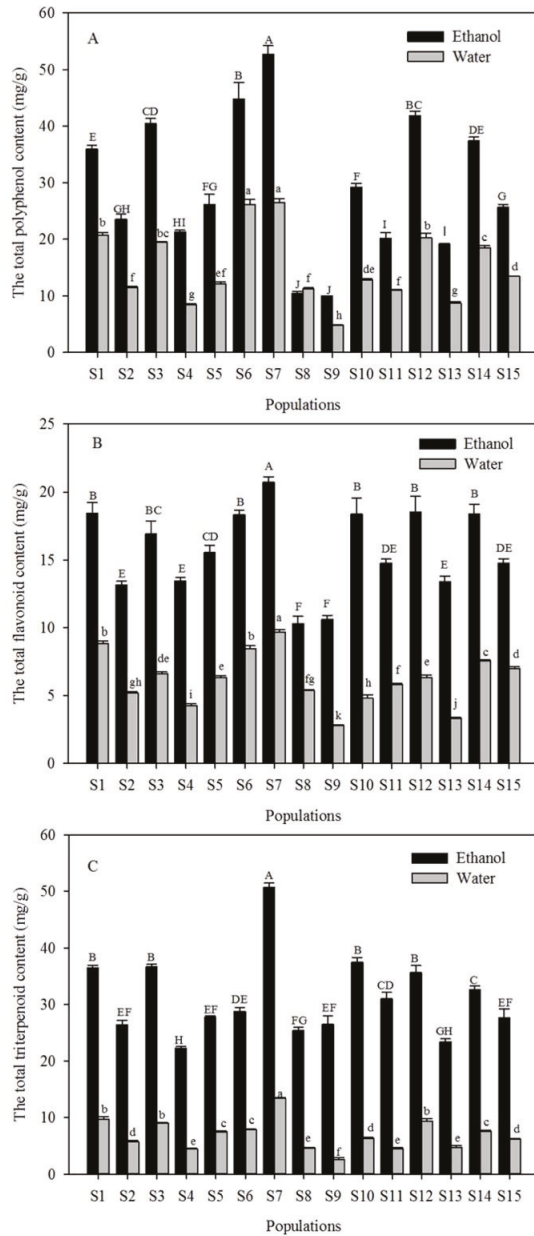 A
Ethanol
Water
The total polyphenol content (mg/g)
60
50
40
30
20
10
0
E b GH f CD bc HI g FG ef B a A a J f J h F de I f BC b I g DE c G d
S1 S2 S3 S4 S5 S6 S7 S8 S9 S10 S11 S12 S13 S14 S15
Populations
B
Ethanol
Water
The total flavonoid content (mg/g)
25
20
15
10
5
0
B b E gh BC de E i CD e B b A a F fg F k B h DE f B e E j B c DE d
S1 S2 S3 S4 S5 S6 S7 S8 S9 S10 S11 S12 S13 S14 S15
Populations
C
Ethanol
Water
The total triterpenoid content (mg/g)
60
50
40
30
20
10
0
B b EF d B b H e EF c DE c A a FG e EF f B d CD e B b GH e C c EF d
S1 S2 S3 S4 S5 S6 S7 S8 S9 S10 S11 S12 S13 S14 S15
Populations